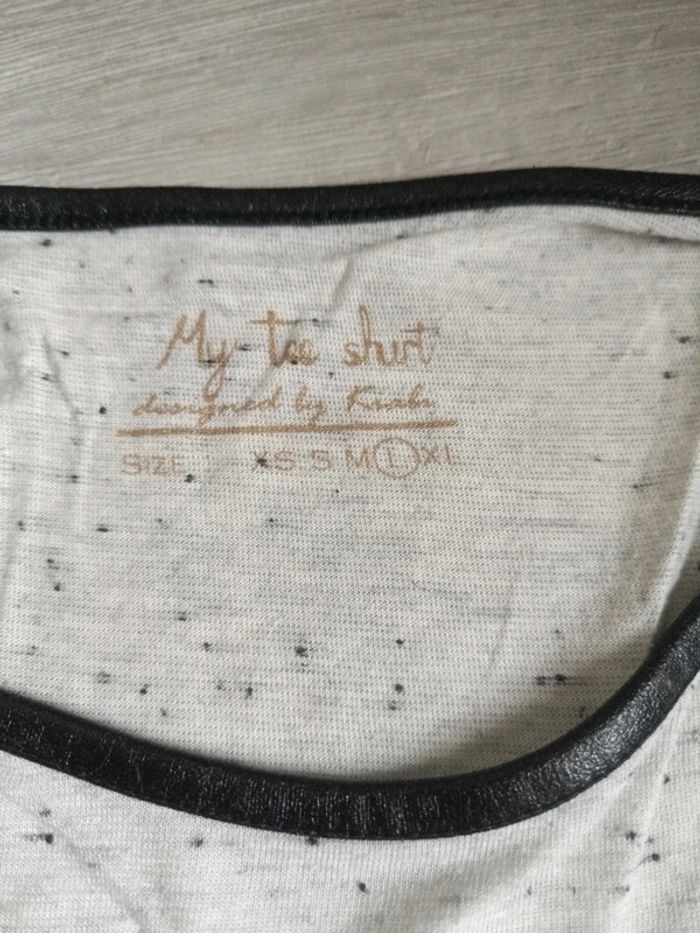 My tee shirt
designed by Kiabi
SIZE : XS S M L XL